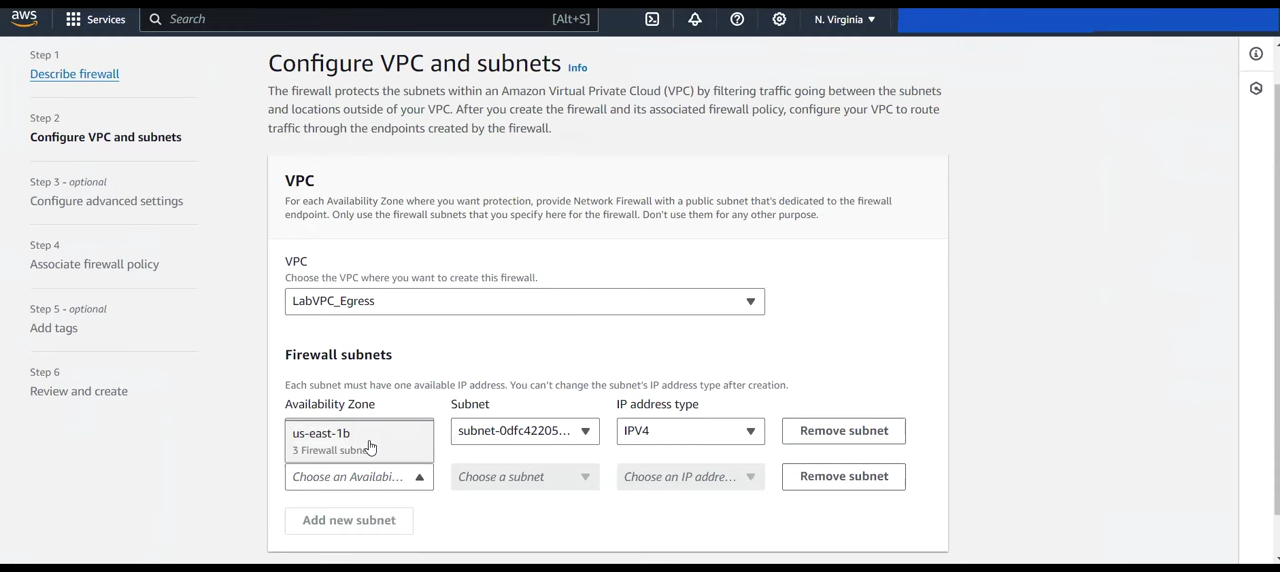 aws
Services
Search
[Alt+S]
N. Virginia
Step 1
Describe firewall
Step 2
Configure VPC and subnets
Step 3 - optional
Configure advanced settings
Step 4
Associate firewall policy
Step 5 - optional
Add tags
Step 6
Review and create
Configure VPC and subnets Info
The firewall protects the subnets within an Amazon Virtual Private Cloud (VPC) by filtering traffic going between the subnets
and locations outside of your VPC. After you create the firewall and its associated firewall policy, configure your VPC to route
traffic through the endpoints created by the firewall.
VPC
For each Availability Zone where you want protection, provide Network Firewall with a public subnet that's dedicated to the firewall
endpoint. Only use the firewall subnets that you specify here for the firewall. Don't use them for any other purpose.
VPC
Choose the VPC where you want to create this firewall.
LabVPC_Egress
Firewall subnets
Each subnet must have one available IP address. You can't change the subnet's IP address type after creation.
Availability Zone Subnet IP address type
us-east-1b subnet-0dfc42205... IPV4 Remove subnet
3 Firewall
Choose an Availabi... Choose a subnet Choose an IP addre... Remove subnet
Add new subnet